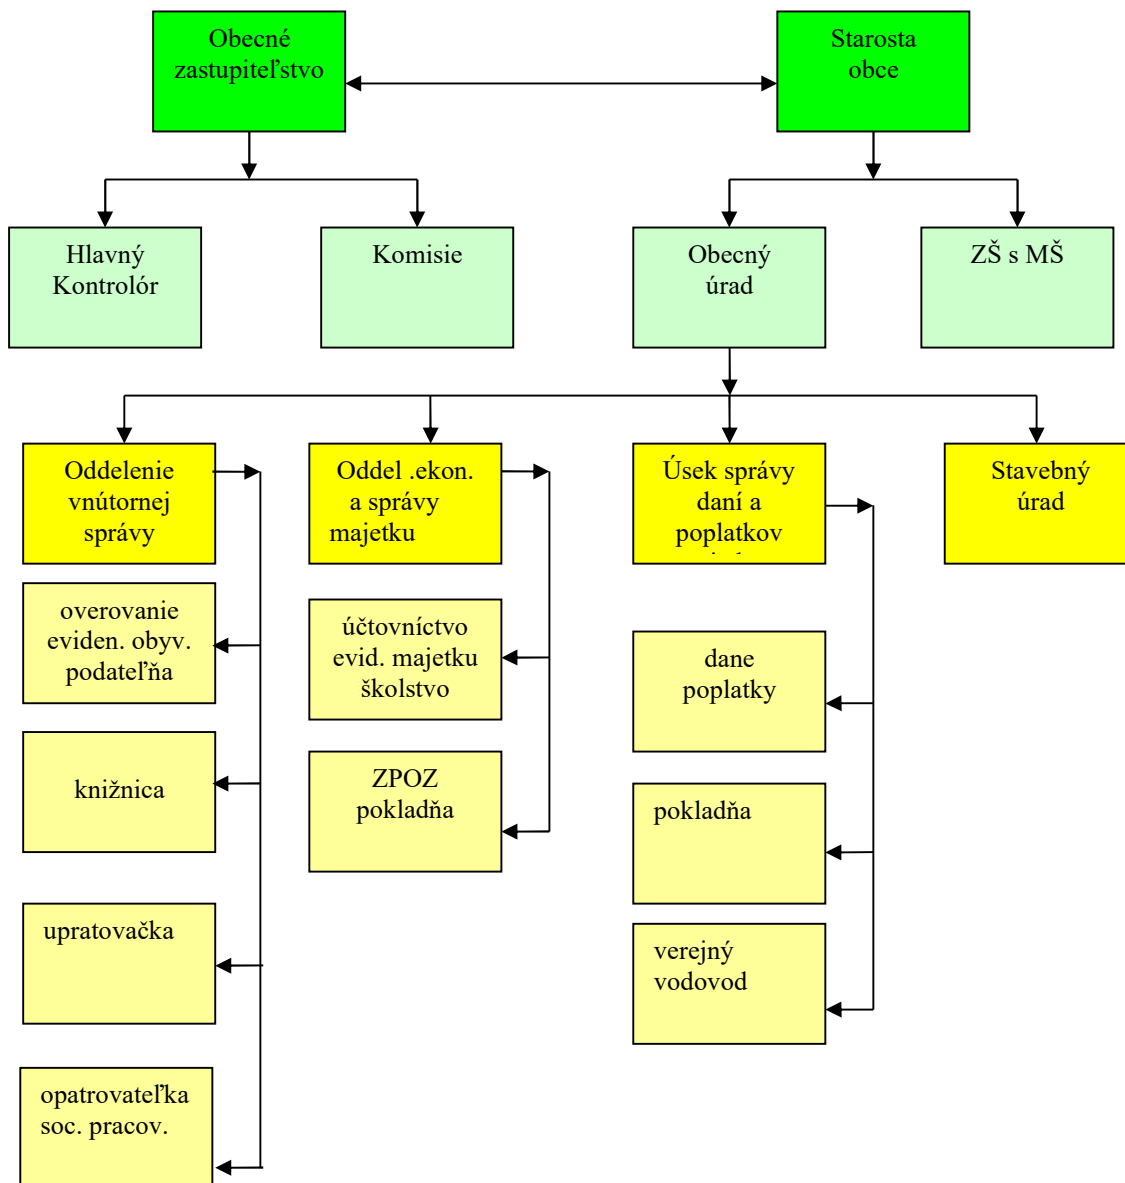 Obecné
zastupiteľstvo
Starosta
obce
Hlavný
Kontrolór
Komisie
Obecný
úrad
ZŠ s MŠ
Oddelenie
vnútornej
správy
Oddel .ekon.
a správy
majetku
Úsek správy
daní a
poplatkov
Stavebný
úrad
overovanie
eviden. obyv.
podateľňa
účtovníctvo
evid. majetku
školstvo
dane
poplatky
knižnica
ZPOZ
pokladňa
pokladňa
upratovačka
verejný
vodovod
opatrovateľka
soc. pracov.